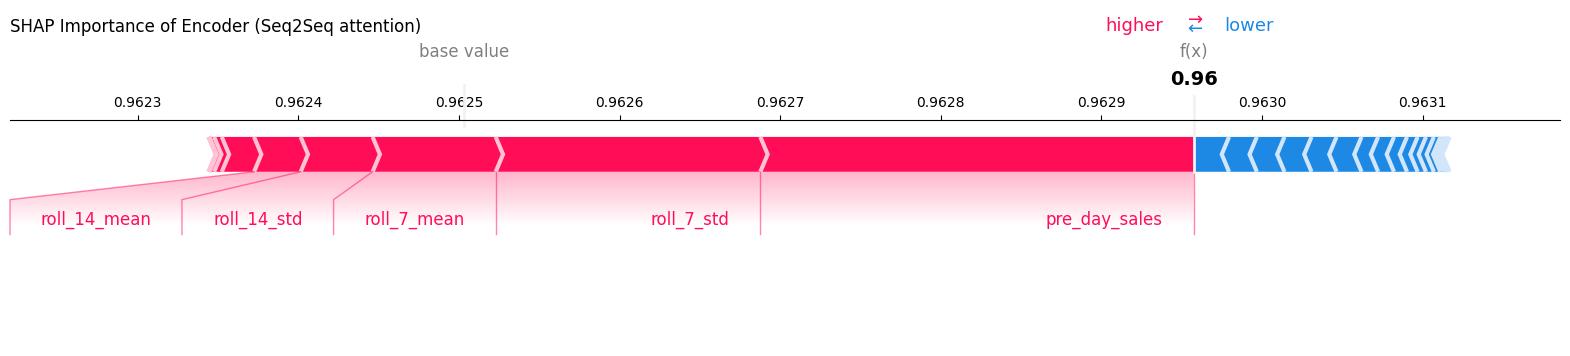 SHAP Importance of Encoder (Seq2Seq attention)
higher ⇄ lower
base value f(x)
0.96
0.9623 0.9624 0.9625 0.9626 0.9627 0.9628 0.9629 0.9630 0.9631
roll_14_mean roll_14_std roll_7_mean roll_7_std pre_day_sales